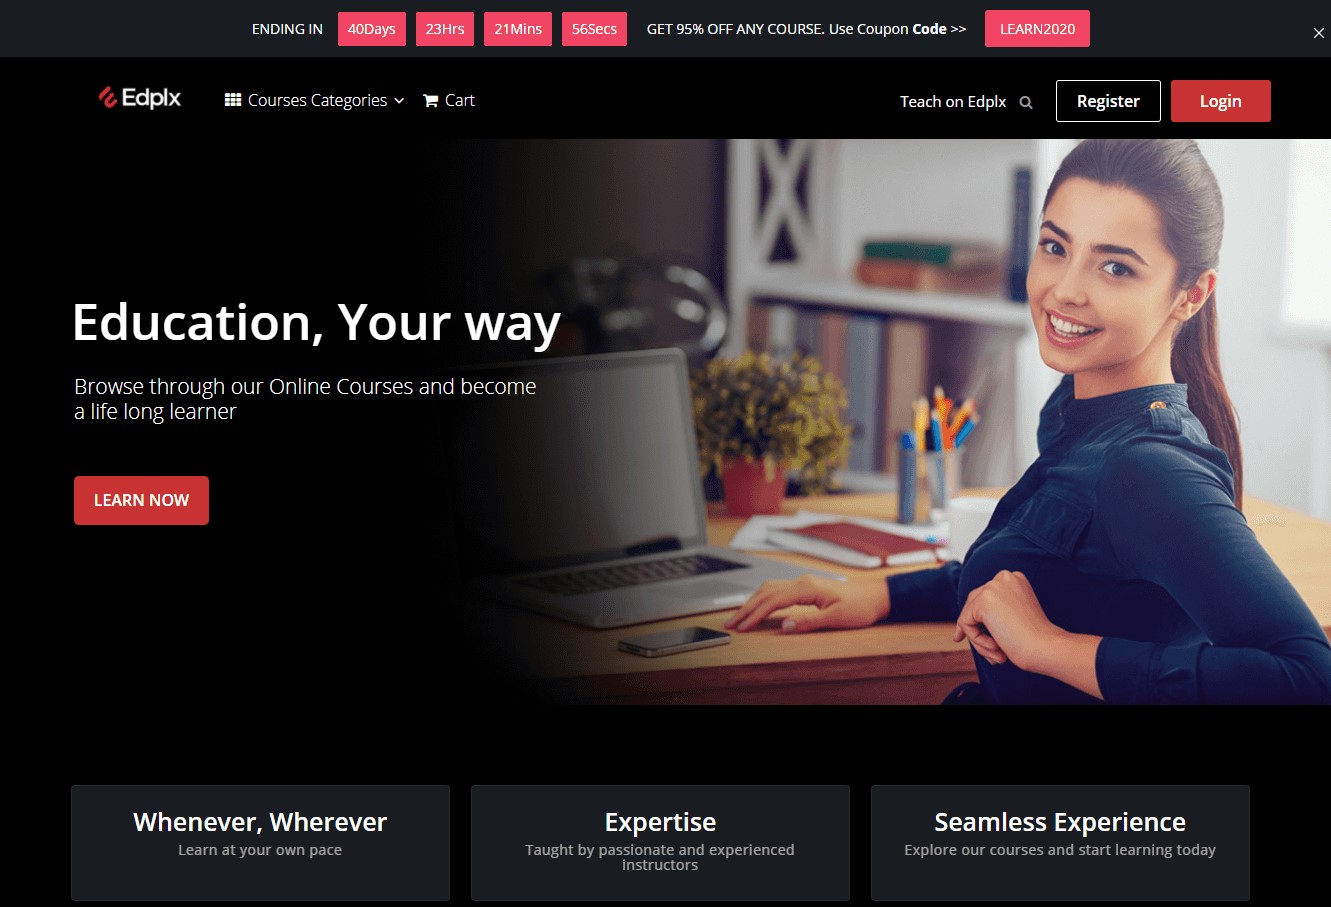 ENDING IN 40Days 23Hrs 21Mins 56Secs GET 95% OFF ANY COURSE. Use Coupon Code >> LEARN2020
Edplx Courses Categories Cart Teach on Edplx Register Login
Education, Your way
Browse through our Online Courses and become
a life long learner
LEARN NOW
Whenever, Wherever
Learn at your own pace
Expertise
Taught by passionate and experienced
instructors
Seamless Experience
Explore our courses and start learning today